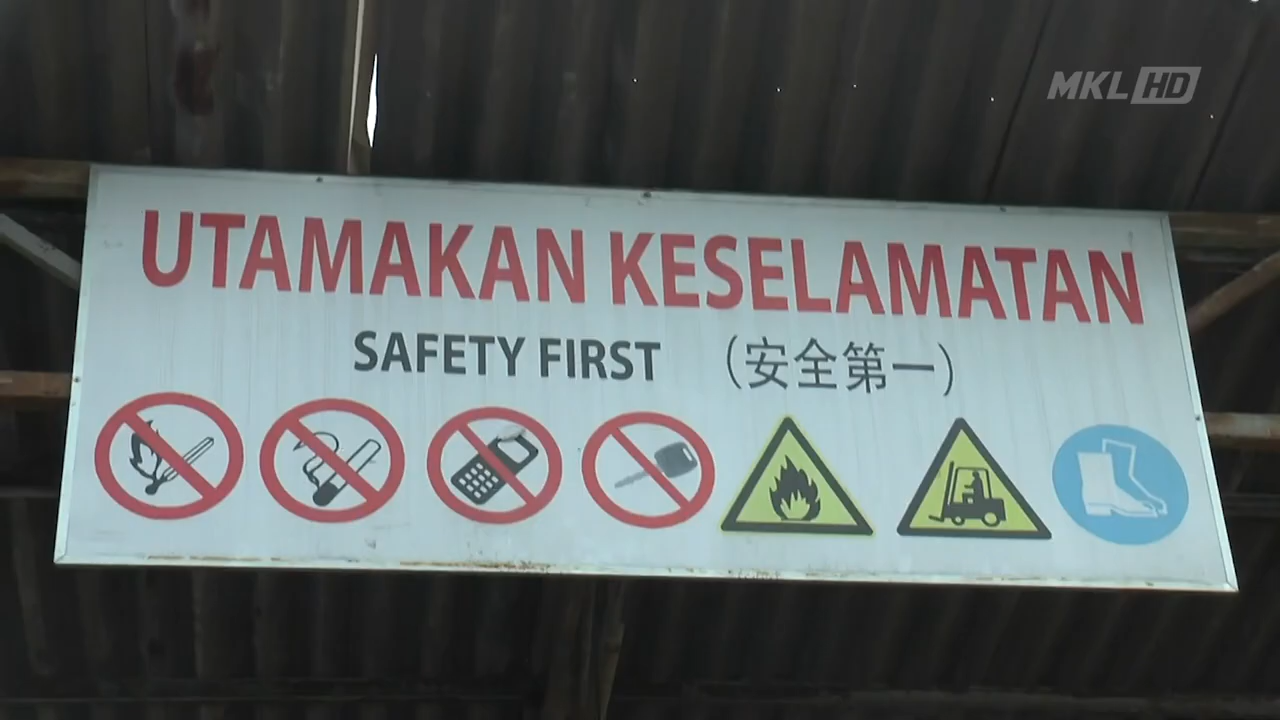 MKL HD
UTAMAKAN KESELAMATAN
SAFETY FIRST (安全第一)